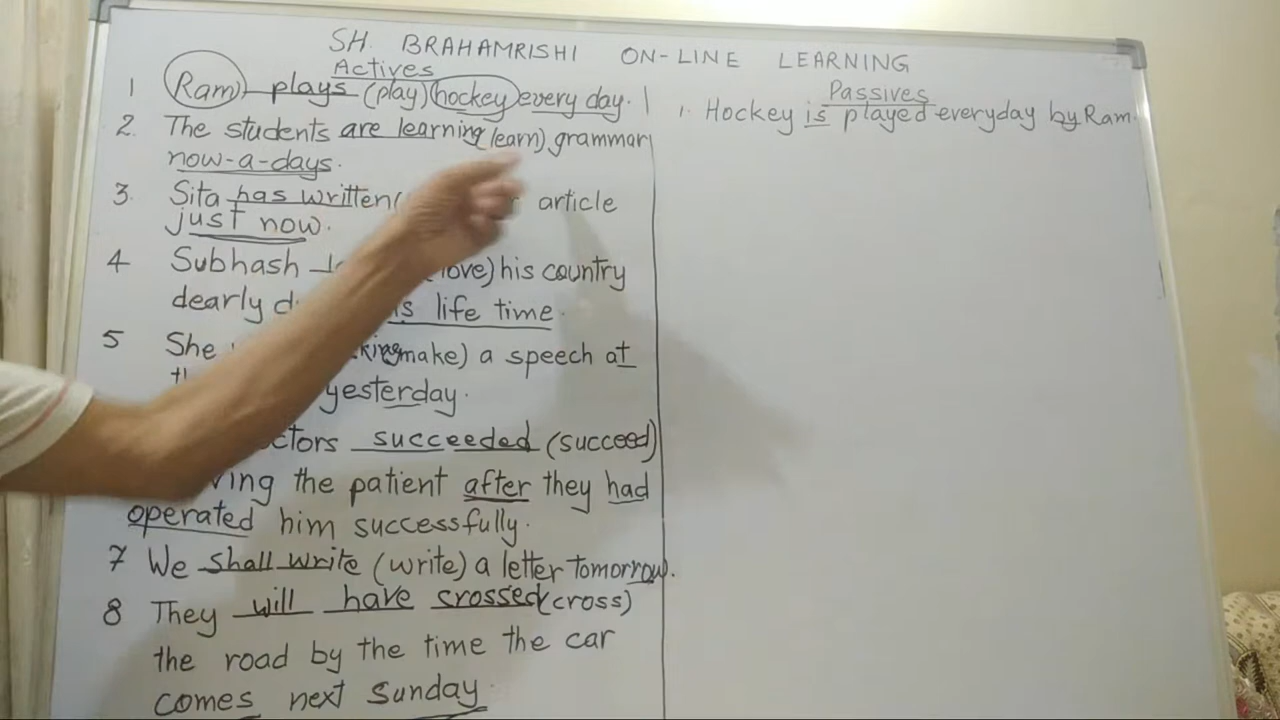 SH. BRAHAMRISHI ON-LINE LEARNING
Actives
1 Ram plays (play) hockey every day.
2. The students are learning (learn) grammar
now-a-days.
3. Sita has written ( article
just now.
4 Subhash love) his country
dearly life time.
5 She make) a speech at
yesterday.
succeeded (succeed)
the patient after they had
operated him successfully.
7 We shall write (write) a letter tomorrow.
8 They will have crossed (cross)
the road by the time the car
comes next Sunday.
Passives
1. Hockey is played everyday by Ram.